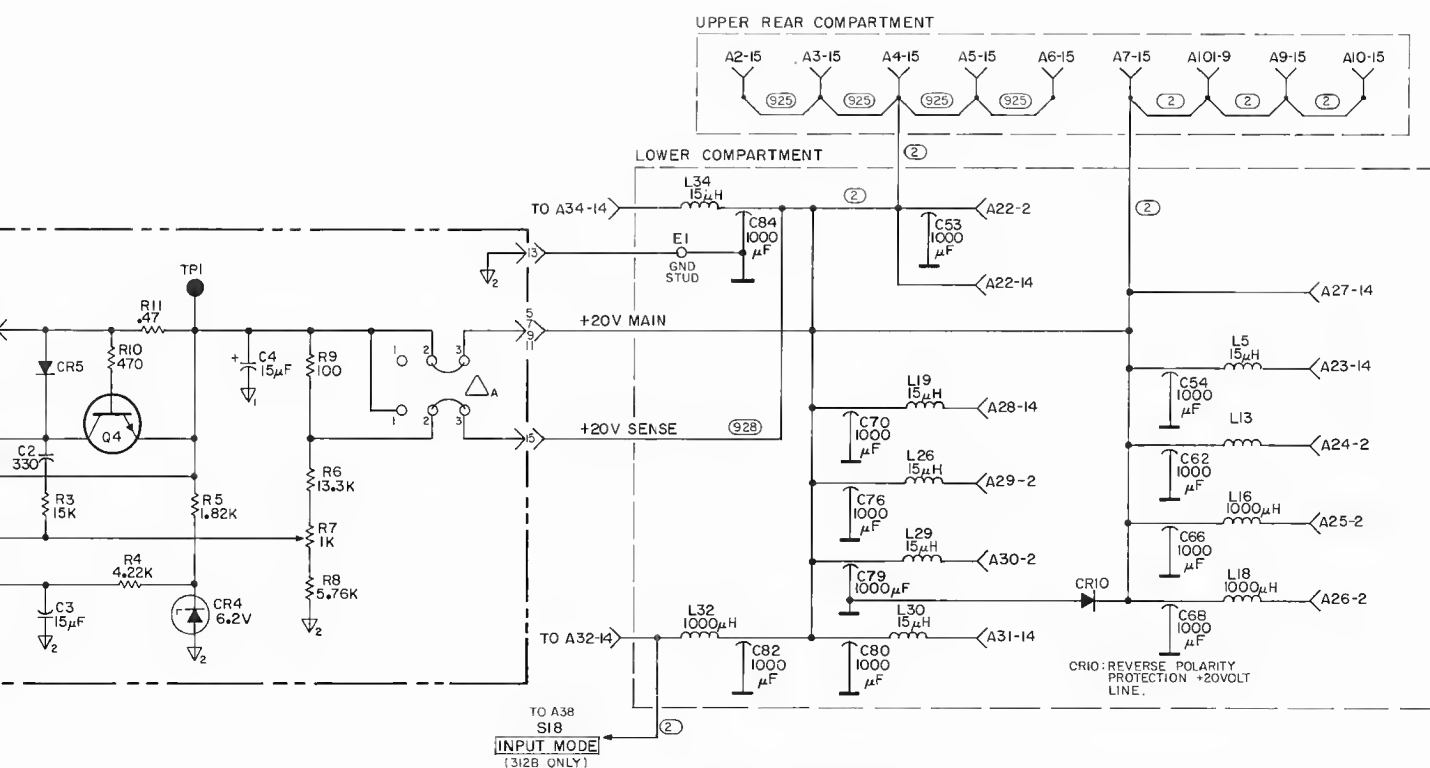 UPPER REAR COMPARTMENT
A2-15 A3-15 A4-15 A5-15 A6-15 A7-15 A101-9 A9-15 A10-15
925 925 925 925 2 2 2
2
LOWER COMPARTMENT
2
TO A34-14
L34
15μH
2
A22-2
C84
1000
μF
C53
1000
μF
13
E1
GND
STUD
2
A22-14
A27-14
TP1
R11
.47
5
7
9
11
+20V MAIN
R10
470
CR5
+
C4
15μF
1
R9
100
1 2 3
A
1 2 3
L5
15μH
A23-14
C54
1000
μF
L19
15μH
A28-14
C70
1000
μF
Q4
15
+20V SENSE
928
L13
A24-2
C62
1000
μF
C2
330
R3
15K
R5
1.82K
R6
13.3K
R7
1K
L26
15μH
A29-2
C76
1000
μF
L16
1000μH
A25-2
C66
1000
μF
L29
15μH
A30-2
C79
1000μF
R4
4.22K
R8
5.76K
2
CR4
6.2V
2
C3
15μF
2
CR10
L18
1000μH
A26-2
C68
1000
μF
TO A32-14
L32
1000μH
L30
15μH
A31-14
C82
1000
μF
C80
1000
μF
CR10: REVERSE POLARITY
PROTECTION +20VOLT
LINE.
TO A38
S18
INPUT MODE
(312B ONLY)
2